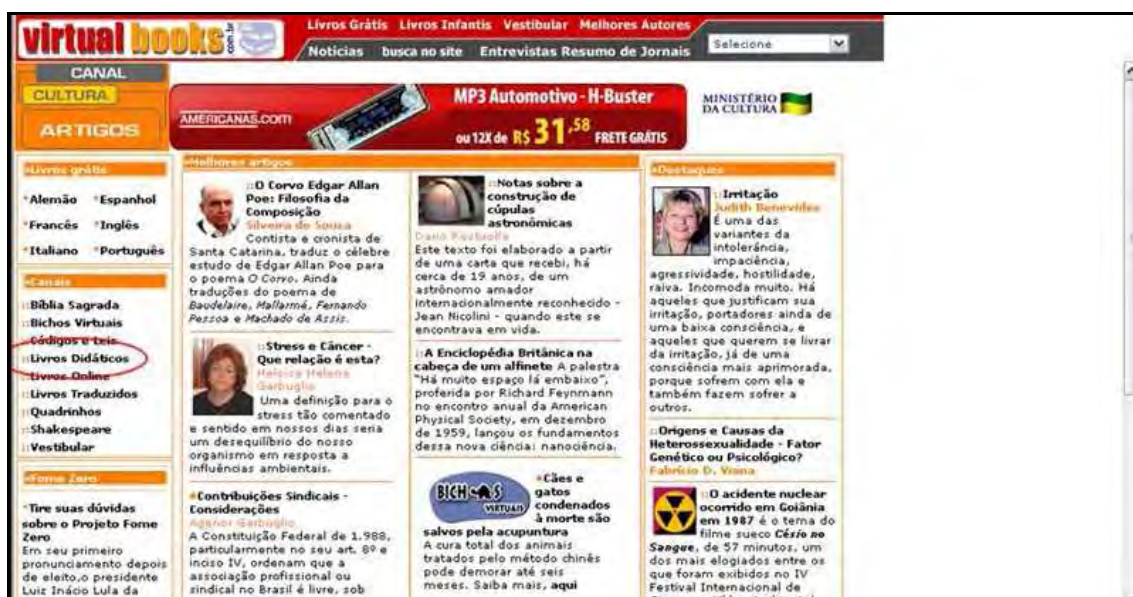 virtual books .com.br
Livros Grátis Livros Infantis Vestibular Melhores Autores
Noticias busca no site Entrevistas Resumo de Jornais
Selecione
CANAL
CULTURA
ARTIGOS
AMERICANAS.COM
MP3 Automotivo - H-Buster
ou 12X de R$ 31,58 FRETE GRÁTIS
MINISTÉRIO
DA CULTURA
Livros grátis
Alemão Espanhol
Francês Inglês
Italiano Português
Canais
::Bíblia Sagrada
::Bichos Virtuais
::Códigos e Leis
::Livros Didáticos
::Livros Online
::Livros Traduzidos
::Quadrinhos
::Shakespeare
::Vestibular
Fome Zero
Tire suas dúvidas
sobre o Projeto Fome
Zero
Em seu primeiro
pronunciamento depois
de eleito,o presidente
Luiz Inácio Lula da
Melhores artigos
::O Corvo Edgar Allan
Poe: Filosofia da
Composição
Silveira de Souza
Contista e cronista de
Santa Catarina, traduz o célebre
estudo de Edgar Allan Poe para
o poema O Corvo. Ainda
traduções do poema de
Baudelaire, Mallarmé, Fernando
Pessoa e Machado de Assis.
::Stress e Câncer -
Que relação é esta?
Heloisa Helena
Garbuglio
Uma definição para o
stress tão comentado
e sentido em nossos dias seria
um desequilíbrio do nosso
organismo em resposta a
influências ambientais.
Contribuições Sindicais -
Considerações
Agenor Garbuglio
A Constituição Federal de 1.988,
particularmente no seu art. 8º e
inciso IV, ordenam que a
associação profissional ou
sindical no Brasil é livre, sob
::Notas sobre a
construção de
cúpulas
astronômicas
Este texto foi elaborado a partir
de uma carta que recebi, há
cerca de 19 anos, de um
astrônomo amador
internacionalmente reconhecido -
Jean Nicolini - quando este se
encontrava em vida.
::A Enciclopédia Britânica na
cabeça de um alfinete A palestra
"Há muito espaço lá embaixo",
proferida por Richard Feynmann
no encontro anual da American
Physical Society, em dezembro
de 1959, lançou os fundamentos
dessa nova ciência: nanociência.
BICHOS
VIRTUAIS
Cães e
gatos
condenados
à morte são
salvos pela acupuntura
A cura total dos animais
tratados pelo método chinês
pode demorar até seis
meses. Saiba mais, aqui
Destaques
::Irritação
Judith Benevides
É uma das
variantes da
intolerância,
impaciência,
agressividade, hostilidade,
raiva. Incomoda muito. Há
aqueles que justificam sua
irritação, portadores ainda de
uma baixa consciência, e
aqueles que querem se livrar
da irritação, já de uma
consciência mais aprimorada,
porque sofrem com ela e
também fazem sofrer a
outros.
::Origens e Causas da
Heterossexualidade - Fator
Genético ou Psicológico?
Fabrício D. Viana
::O acidente nuclear
ocorrido em Goiânia
em 1987 é o tema do
filme sueco Césio no
Sangue, de 57 minutos, um
dos mais elogiados entre os
que foram exibidos no IV
Festival Internacional de